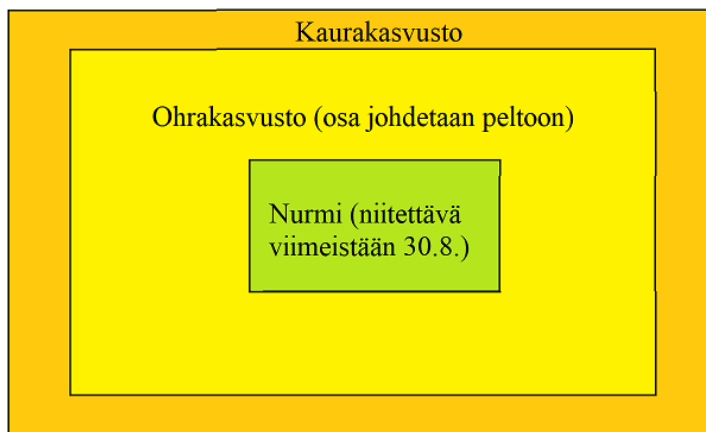 Kaurakasvusto
Ohrakasvusto (osa johdetaan peltoon)
Nurmi (niitettävä
viimeistään 30.8.)